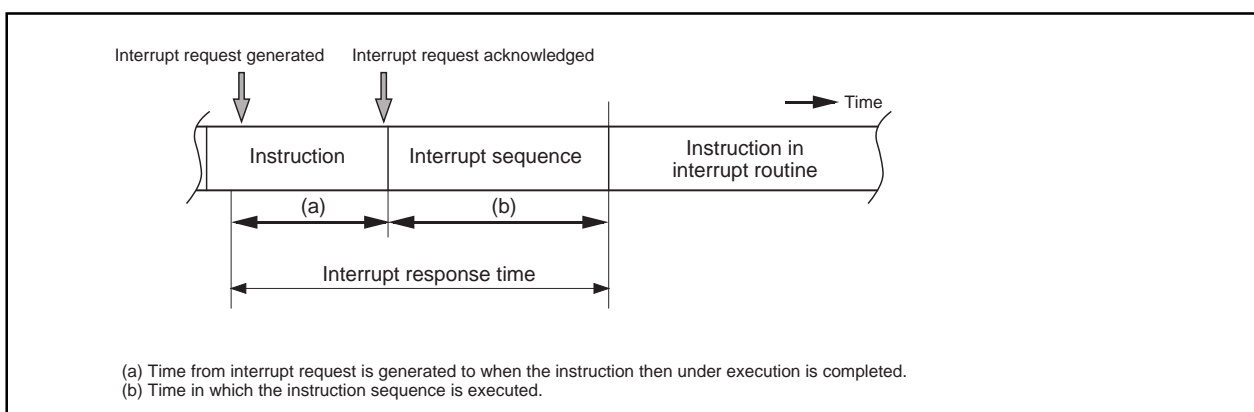 Interrupt request generated
Interrupt request acknowledged
Time
Instruction
Interrupt sequence
Instruction in
interrupt routine
(a)
(b)
Interrupt response time
(a) Time from interrupt request is generated to when the instruction then under execution is completed.
(b) Time in which the instruction sequence is executed.